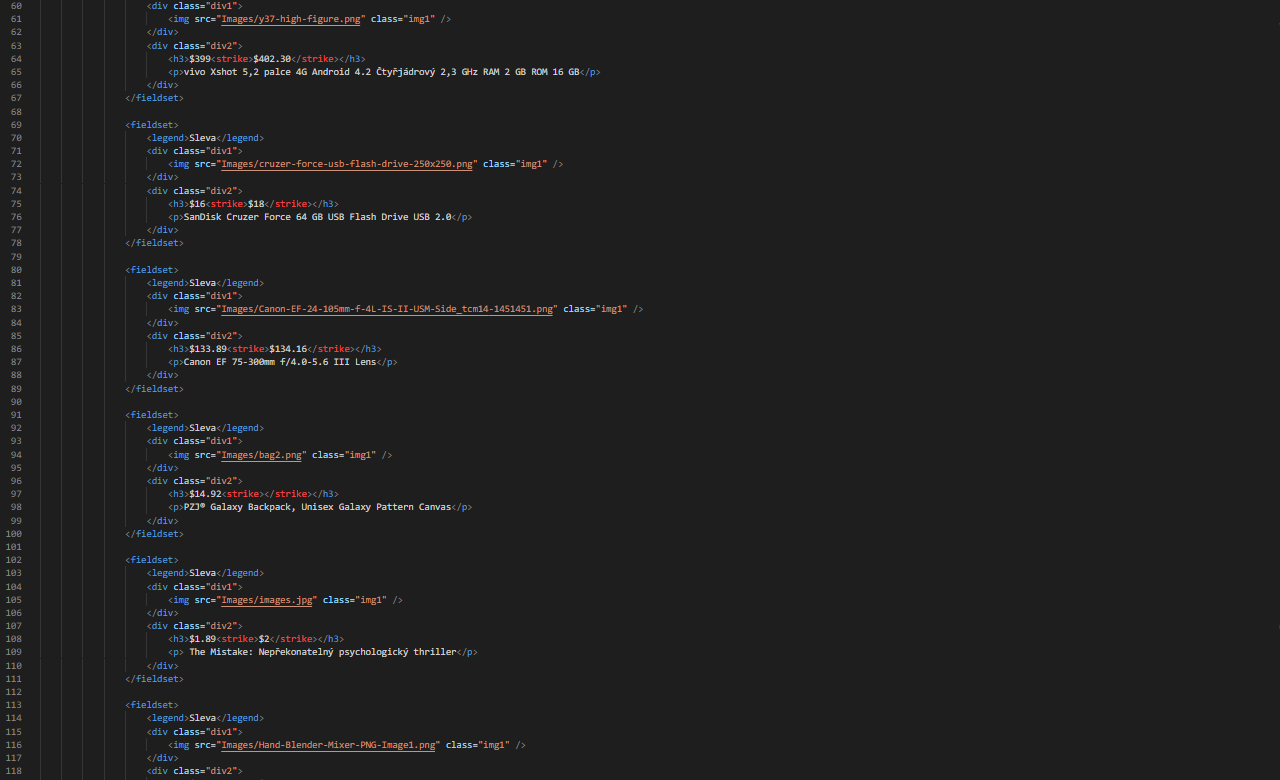 60 <div class="div1">
61 <img src="Images/y37-high-figure.png" class="img1" />
62 </div>
63 <div class="div2">
64 <h3>$399<strike>$402.30</strike></h3>
65 <p>vivo Xshot 5,2 palce 4G Android 4.2 Čtyřjádrový 2,3 GHz RAM 2 GB ROM 16 GB</p>
66 </div>
67 </fieldset>
68
69 <fieldset>
70 <legend>Sleva</legend>
71 <div class="div1">
72 <img src="Images/cruzer-force-usb-flash-drive-250x250.png" class="img1" />
73 </div>
74 <div class="div2">
75 <h3>$16<strike>$18</strike></h3>
76 <p>SanDisk Cruzer Force 64 GB USB Flash Drive USB 2.0</p>
77 </div>
78 </fieldset>
79
80 <fieldset>
81 <legend>Sleva</legend>
82 <div class="div1">
83 <img src="Images/Canon-EF-24-105mm-f-4L-IS-II-USM-Side_tcm14-1451451.png" class="img1" />
84 </div>
85 <div class="div2">
86 <h3>$133.89<strike>$134.16</strike></h3>
87 <p>Canon EF 75-300mm f/4.0-5.6 III Lens</p>
88 </div>
89 </fieldset>
90
91 <fieldset>
92 <legend>Sleva</legend>
93 <div class="div1">
94 <img src="Images/bag2.png" class="img1" />
95 </div>
96 <div class="div2">
97 <h3>$14.92<strike></strike></h3>
98 <p>PZJ® Galaxy Backpack, Unisex Galaxy Pattern Canvas</p>
99 </div>
100 </fieldset>
101
102 <fieldset>
103 <legend>Sleva</legend>
104 <div class="div1">
105 <img src="Images/images.jpg" class="img1" />
106 </div>
107 <div class="div2">
108 <h3>$1.89<strike>$2</strike></h3>
109 <p> The Mistake: Nepřekonatelný psychologický thriller</p>
110 </div>
111 </fieldset>
112
113 <fieldset>
114 <legend>Sleva</legend>
115 <div class="div1">
116 <img src="Images/Hand-Blender-Mixer-PNG-Image1.png" class="img1" />
117 </div>
118 <div class="div2">